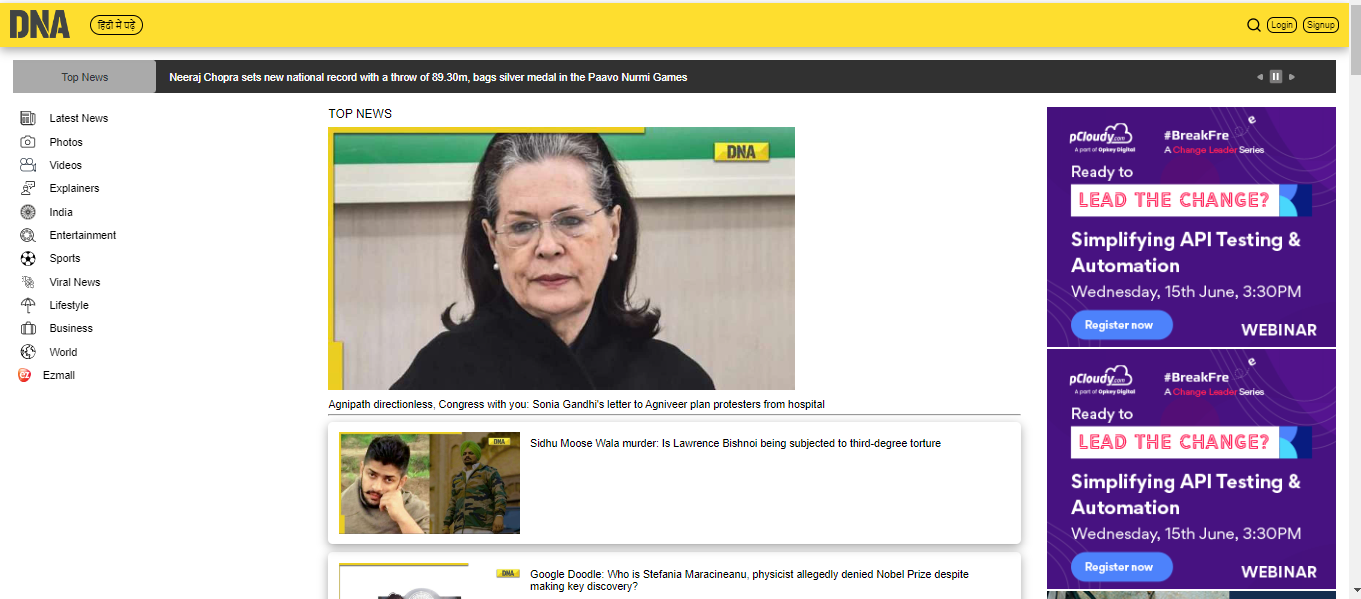 DNA
हिंदी में पढ़ें
Login
Signup
Top News
Neeraj Chopra sets new national record with a throw of 89.30m, bags silver medal in the Paavo Nurmi Games
Latest News
Photos
Videos
Explainers
India
Entertainment
Sports
Viral News
Lifestyle
Business
World
ez
Ezmall
TOP NEWS
DNA
Agnipath directionless, Congress with you: Sonia Gandhi's letter to Agniveer plan protesters from hospital
DNA
Sidhu Moose Wala murder: Is Lawrence Bishnoi being subjected to third-degree torture
DNA
Google Doodle: Who is Stefania Maracineanu, physicist allegedly denied Nobel Prize despite
making key discovery?
pCloudy.com
A part of Opkey Digital
#BreakFre e
A Change Leader Series
Ready to
LEAD THE CHANGE?
Simplifying API Testing &
Automation
Wednesday, 15th June, 3:30PM
Register now
WEBINAR
pCloudy.com
A part of Opkey Digital
#BreakFre e
A Change Leader Series
Ready to
LEAD THE CHANGE?
Simplifying API Testing &
Automation
Wednesday, 15th June, 3:30PM
Register now
WEBINAR